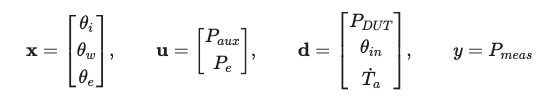 x = [θ_i θ_w θ_e], u = [P_aux P_e], d = [P_DUT θ_in Ṫ_a], y = P_meas